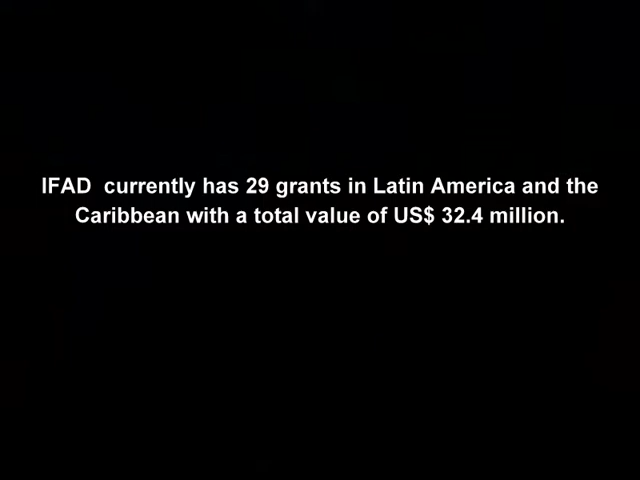 IFAD  currently has 29 grants in Latin America and the
Caribbean with a total value of US$ 32.4 million.